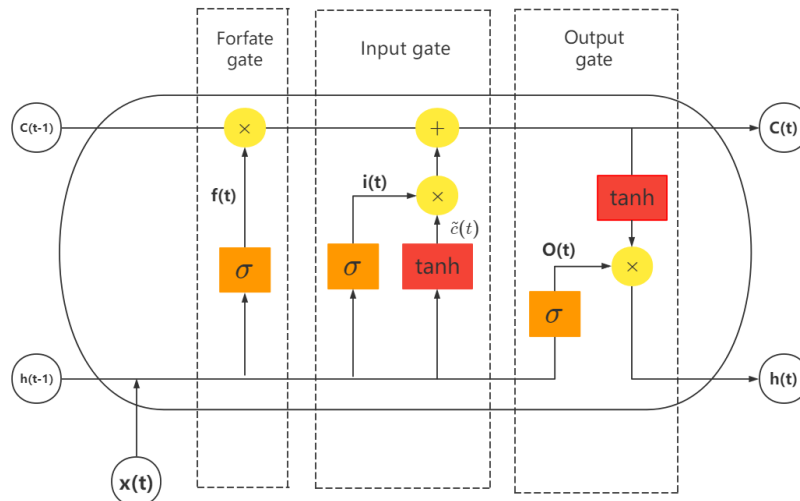 Forfate
gate
Input gate
Output
gate
C(t-1)
×
+
C(t)
f(t)
i(t)
×
tanh
c̃(t)
O(t)
σ
σ
tanh
×
σ
h(t-1)
h(t)
x(t)